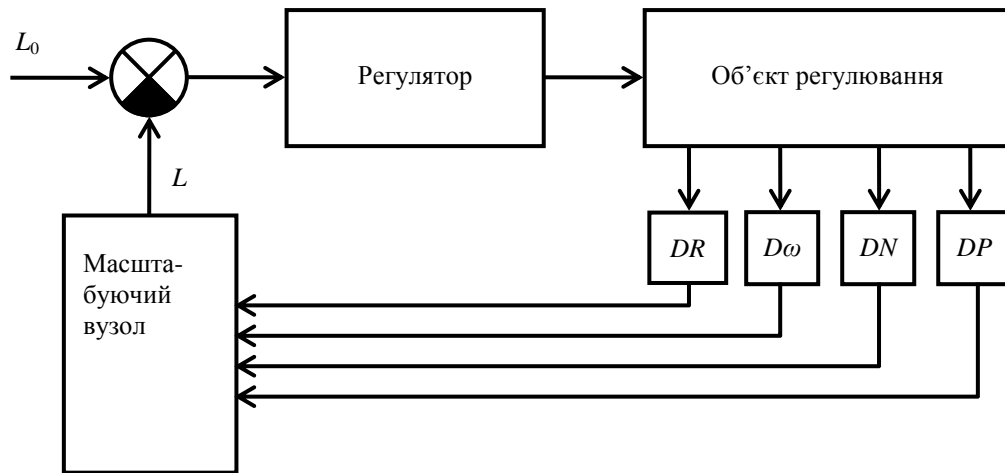 L₀
Регулятор
Об’єкт регулювання
L
DR
Dω
DN
DP
Масшта-
буючий
вузол